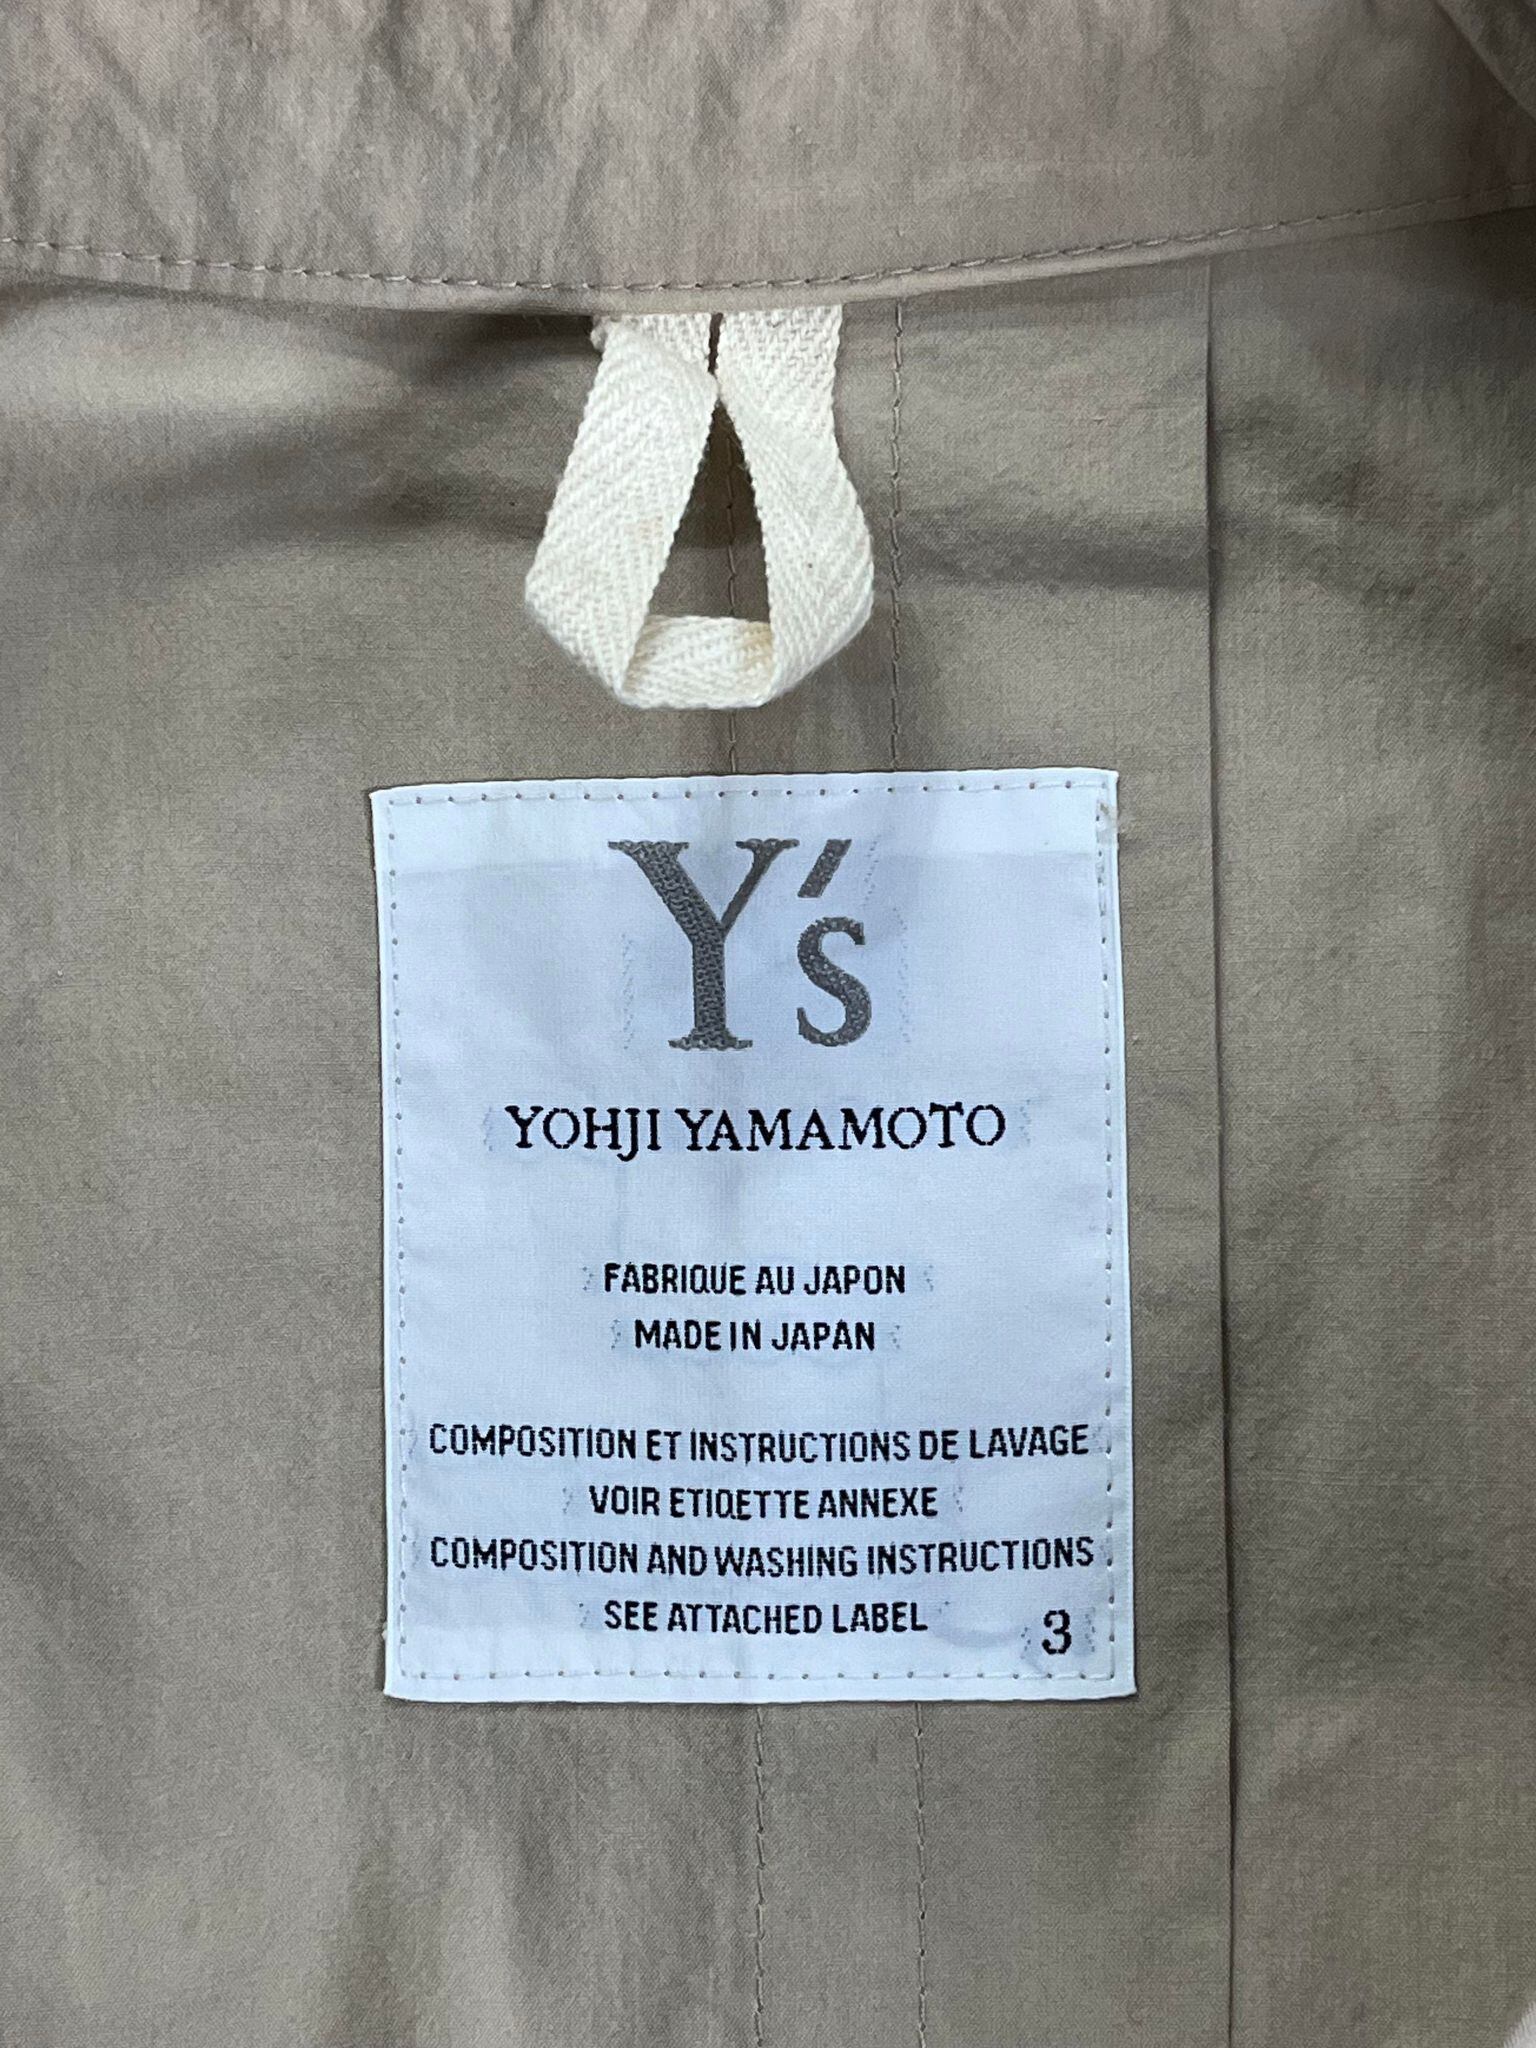 Y's
YOHJI YAMAMOTO
FABRIQUE AU JAPON
MADE IN JAPAN
COMPOSITION ET INSTRUCTIONS DE LAVAGE
VOIR ETIQETTE ANNEXE
COMPOSITION AND WASHING INSTRUCTIONS
SEE ATTACHED LABEL
3